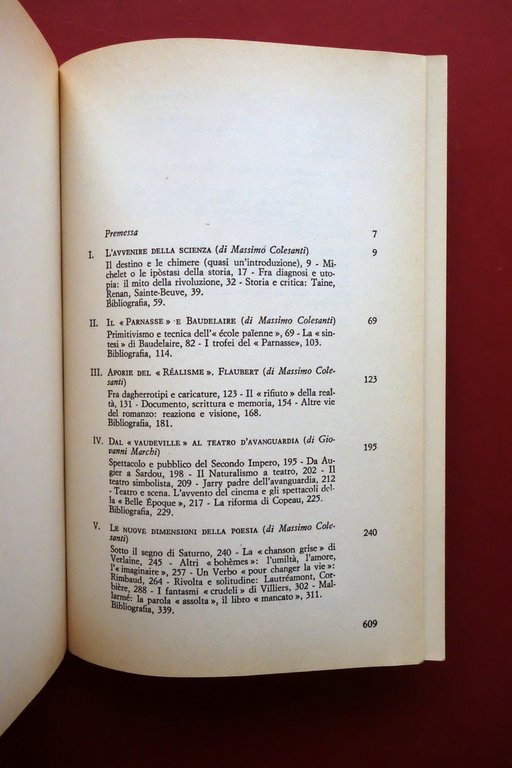 Premessa 7
I. L'AVVENIRE DELLA SCIENZA (di Massimo Colesanti) 9
Il destino e le chimere (quasi un'introduzione), 9 - Mi-
chelet o le ipòstasi della storia, 17 - Fra diagnosi e uto-
pia: il mito della rivoluzione, 32 - Storia e critica: Taine,
Renan, Sainte-Beuve, 39.
Bibliografia, 59.
II. IL « PARNASSE » E BAUDELAIRE (di Massimo Colesanti) 69
Primitivismo e tecnica dell'« école païenne », 69 - La « sin-
tesi » di Baudelaire, 82 - I trofei del « Parnasse», 103.
Bibliografia, 114.
III. APORIE DEL « RÉALISME ». FLAUBERT (di Massimo Cole-
santi) 123
Fra dagherrotipi e caricature, 123 - Il « rifiuto » della real-
tà, 131 - Documento, scrittura e memoria, 154 - Altre vie
del romanzo: reazione e visione, 168.
Bibliografia, 181.
IV. DAL « VAUDEVILLE » AL TEATRO D'AVANGUARDIA (di Gio-
vanni Marchi) 195
Spettacolo e pubblico del Secondo Impero, 195 - Da Au-
gier a Sardou, 198 - Il Naturalismo a teatro, 202 - Il
teatro simbolista, 209 - Jarry padre dell'avanguardia, 212
- Teatro e scena. L'avvento del cinema e gli spettacoli del-
la « Belle Époque », 217 - La riforma di Copeau, 225.
Bibliografia, 229.
V. LE NUOVE DIMENSIONI DELLA POESIA (di Massimo Cole-
santi) 240
Sotto il segno di Saturno, 240 - La « chanson grise » di
Verlaine, 245 - Altri « bohèmes »: l'umiltà, l'amore,
l'« imaginaire », 257 - Un Verbo « pour changer la vie »:
Rimbaud, 264 - Rivolta e solitudine: Lautréamont, Cor-
bière, 288 - I fantasmi « crudeli » di Villiers, 302 - Mal-
larmé: la parola « assolta », il libro « mancato », 311.
Bibliografia, 339.
609